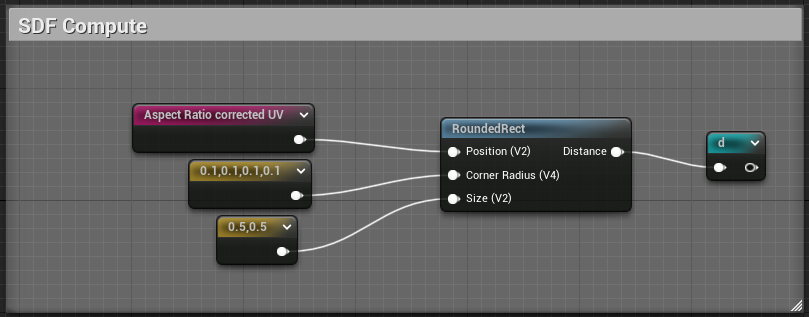 SDF Compute
Aspect Ratio corrected UV
0.1,0.1,0.1,0.1
0.5,0.5
RoundedRect
Position (V2) Distance
Corner Radius (V4)
Size (V2)
d